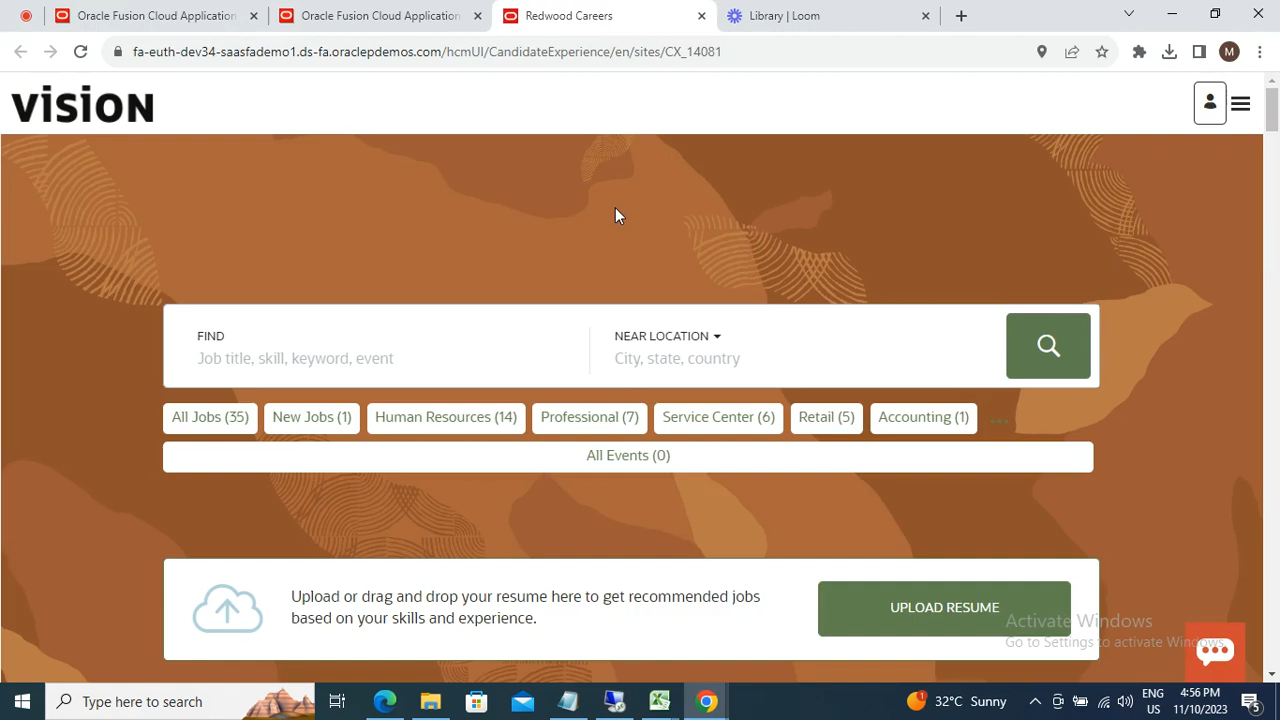 Oracle Fusion Cloud Application
Oracle Fusion Cloud Application
Redwood Careers
Library | Loom
fa-euth-dev34-saasfademo1.ds-fa.oraclepdemos.com/hcmUI/CandidateExperience/en/sites/CX_14081
M
vision
FIND
Job title, skill, keyword, event
NEAR LOCATION
City, state, country
All Jobs (35)
New Jobs (1)
Human Resources (14)
Professional (7)
Service Center (6)
Retail (5)
Accounting (1)
...
All Events (0)
Upload or drag and drop your resume here to get recommended jobs
based on your skills and experience.
UPLOAD RESUME
Activate Windows
Go to Settings to activate Windows.
Type here to search
1
32°C Sunny
ENG
US
4:56 PM
11/10/2023
5